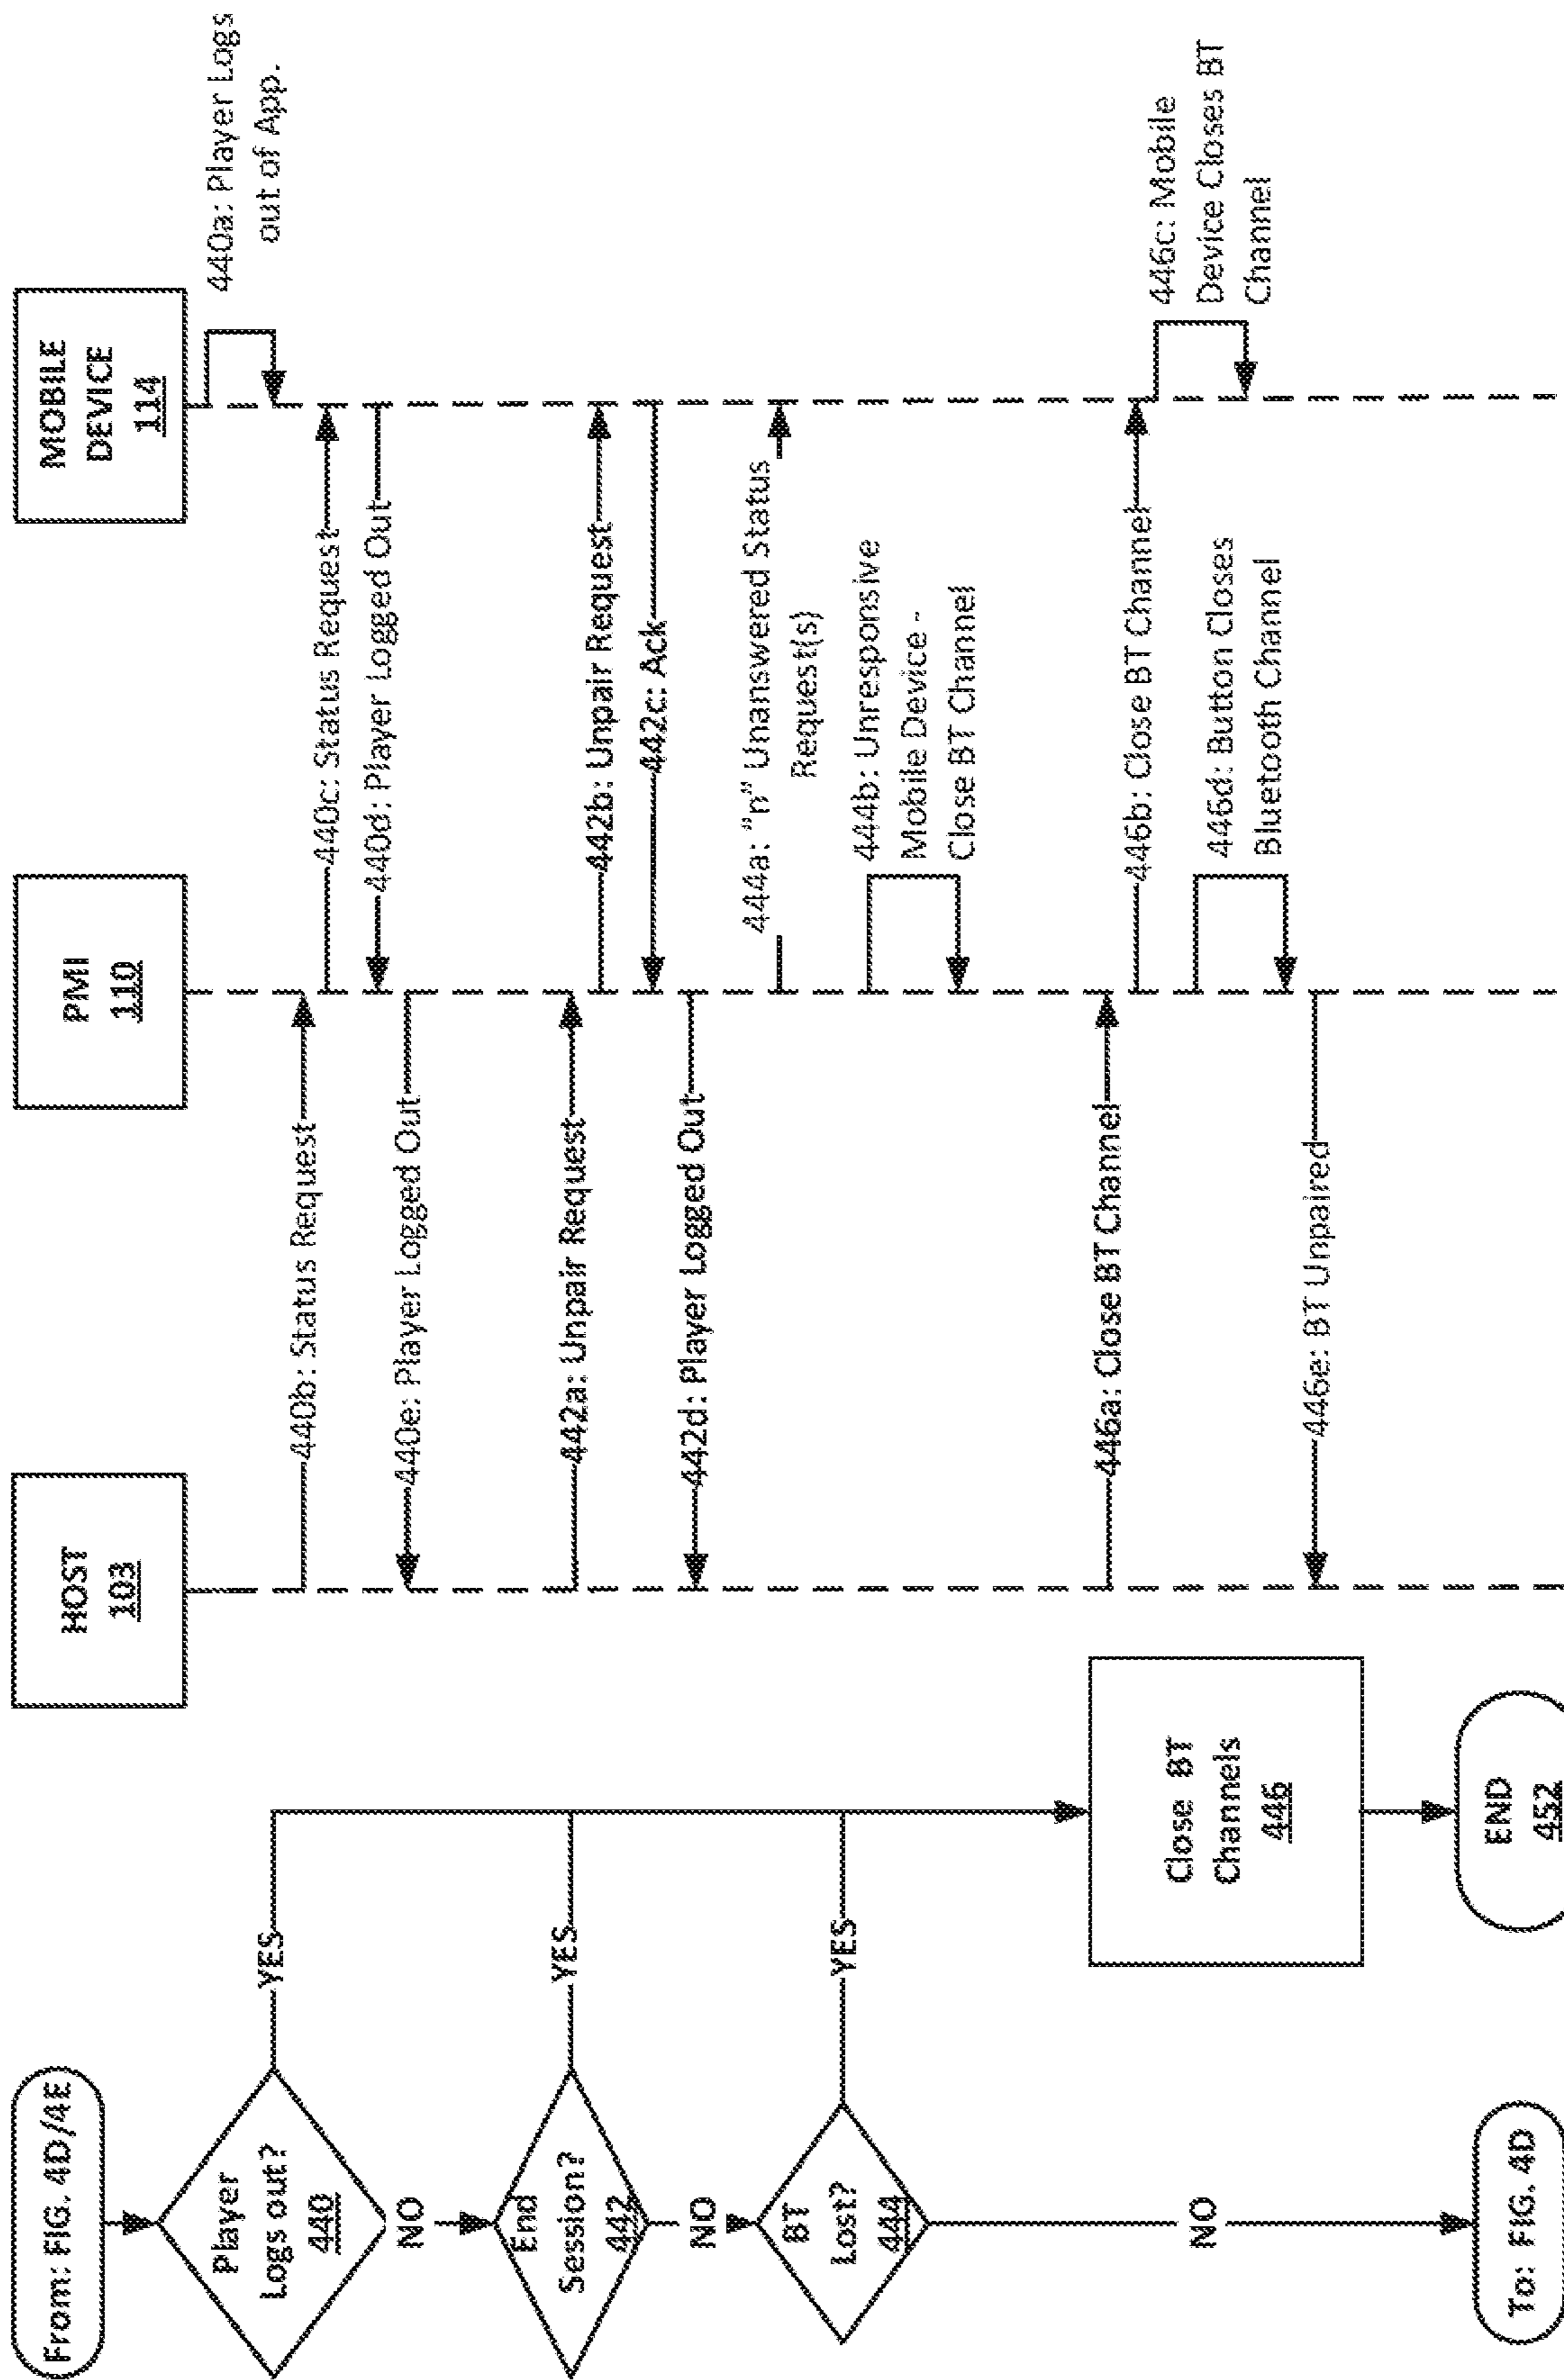 From: FIG. 4D/4E
Player
Logs out?
440
YES
NO
End
Session?
442
YES
NO
BT
Lost?
444
YES
NO
To: FIG. 4D
Close BT
Channels
446
END
452
HOST
103
PMI
110
MOBILE
DEVICE
114
440a: Player Logs
out of App.
440b: Status Request
440c: Status Request
440d: Player Logged Out
440e: Player Logged Out
442a: Unpair Request
442b: Unpair Request
442c: Ack
442d: Player Logged Out
444a: "n" Unanswered Status
Request(s)
444b: Unresponsive
Mobile Device -
Close BT Channel
446a: Close BT Channel
446b: Close BT Channel
446c: Mobile
Device Closes BT
Channel
446d: Button Closes
Bluetooth Channel
446e: BT Unpaired